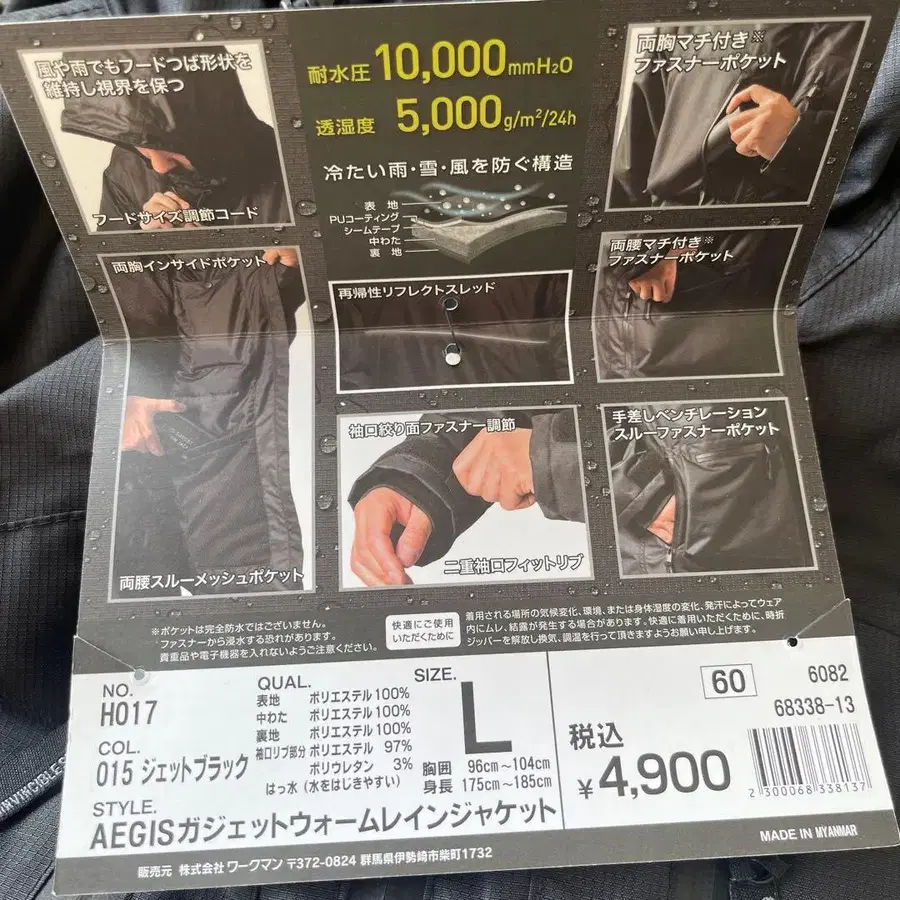 風や雨でもフードつば形状を
維持し視界を保つ
フードサイズ調節コード
耐水圧 10,000mmH₂O
透湿度 5,000g/m²/24h
冷たい雨・雪・風を防ぐ構造
表 地
PUコーティング
シームテープ
中わた
裏 地
両胸マチ付き※
ファスナーポケット
両胸インサイドポケット
両腰スルーメッシュポケット
再帰性リフレクトスレッド
両腰マチ付き※
ファスナーポケット
袖口絞り面ファスナー調節
二重袖口フィットリブ
手差しベンチレーション
スルーファスナーポケット
※ポケットは完全防水ではございません。
ファスナーから浸水する恐れがあります。
貴重品や電子機器を入れないようご注意ください。
快適にご使用
いただくために
着用される場所の気候変化、環境、または身体湿度の変化、発汗によってウェア
内にムレ、結露が発生する場合があります。快適に着用いただくために、時折
ジッパーを解放し換気、調温を行って頂きますようお願い申し上げます。
NO.
H017
COL.
015 ジェットブラック
QUAL.
表地 ポリエステル 100%
中わた ポリエステル 100%
裏地 ポリエステル 100%
袖口リブ部分 ポリエステル 97%
ポリウレタン 3%
はっ水(水をはじきやすい)
SIZE.
L
胸囲 96cm～104cm
身長 175cm～185cm
STYLE.
AEGISガジェットウォームレインジャケット
60
6082
68338-13
税込
¥4,900
2 300068 338137
MADE IN MYANMAR
販売元 株式会社 ワークマン 〒372-0824 群馬県伊勢崎市柴町1732